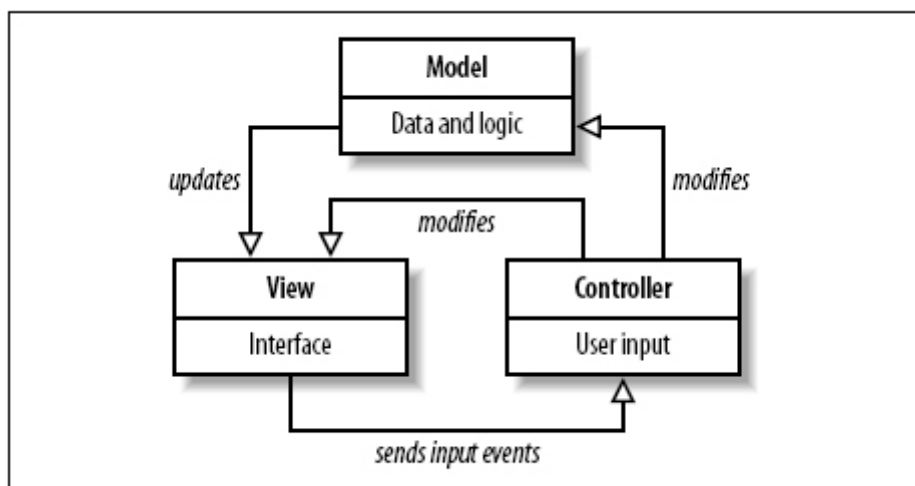 Model
Data and logic
updates
modifies
modifies
View
Controller
Interface
User input
sends input events